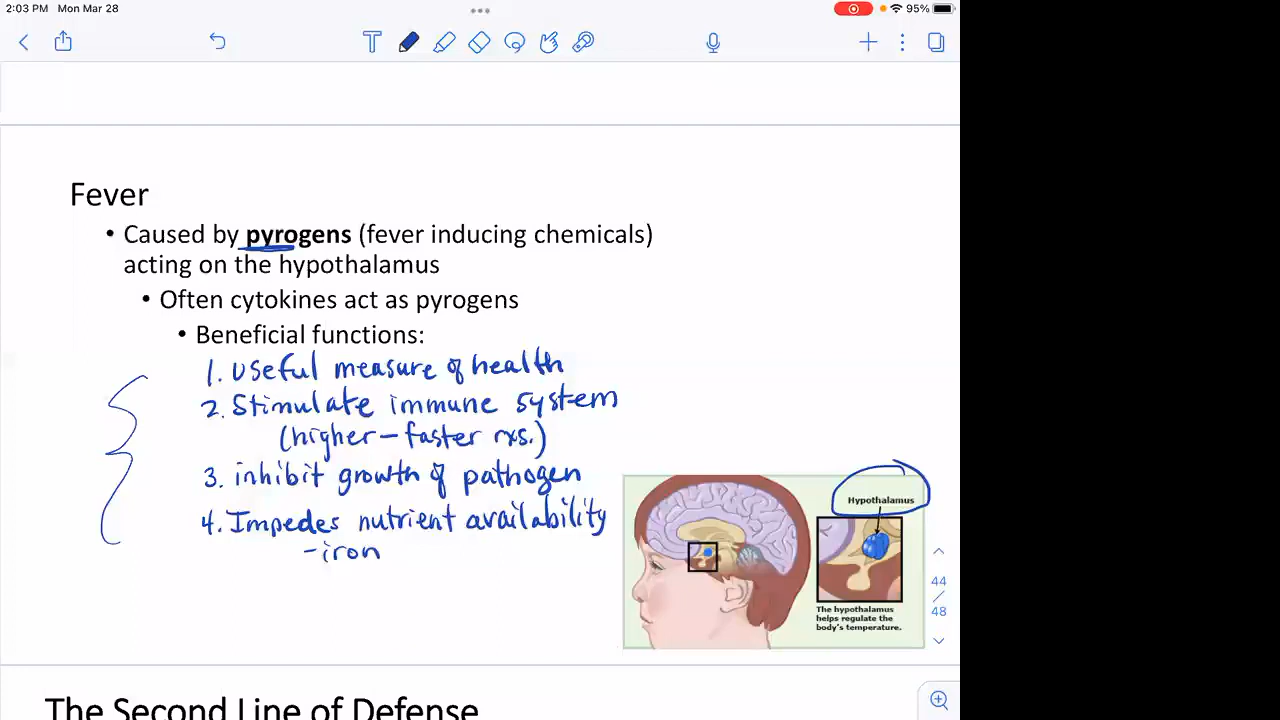 2:03 PM Mon Mar 28
95%
Fever
• Caused by pyrogens (fever inducing chemicals)
acting on the hypothalamus
• Often cytokines act as pyrogens
• Beneficial functions:
1. Useful measure of health
2. Stimulate immune system
(higher – faster rxs.)
3. inhibit growth of pathogen
4. Impedes nutrient availability
- iron
Hypothalamus
The hypothalamus
helps regulate the
body's temperature.
44
/
48
The Second Line of Defense